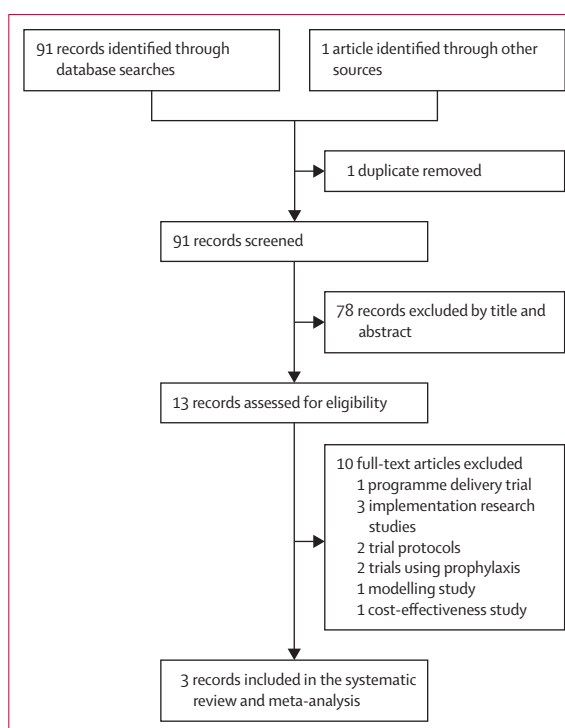 91 records identified through
database searches
1 article identified through other
sources
1 duplicate removed
91 records screened
78 records excluded by title and
abstract
13 records assessed for eligibility
10 full-text articles excluded
1 programme delivery trial
3 implementation research
studies
2 trial protocols
2 trials using prophylaxis
1 modelling study
1 cost-effectiveness study
3 records included in the systematic
review and meta-analysis